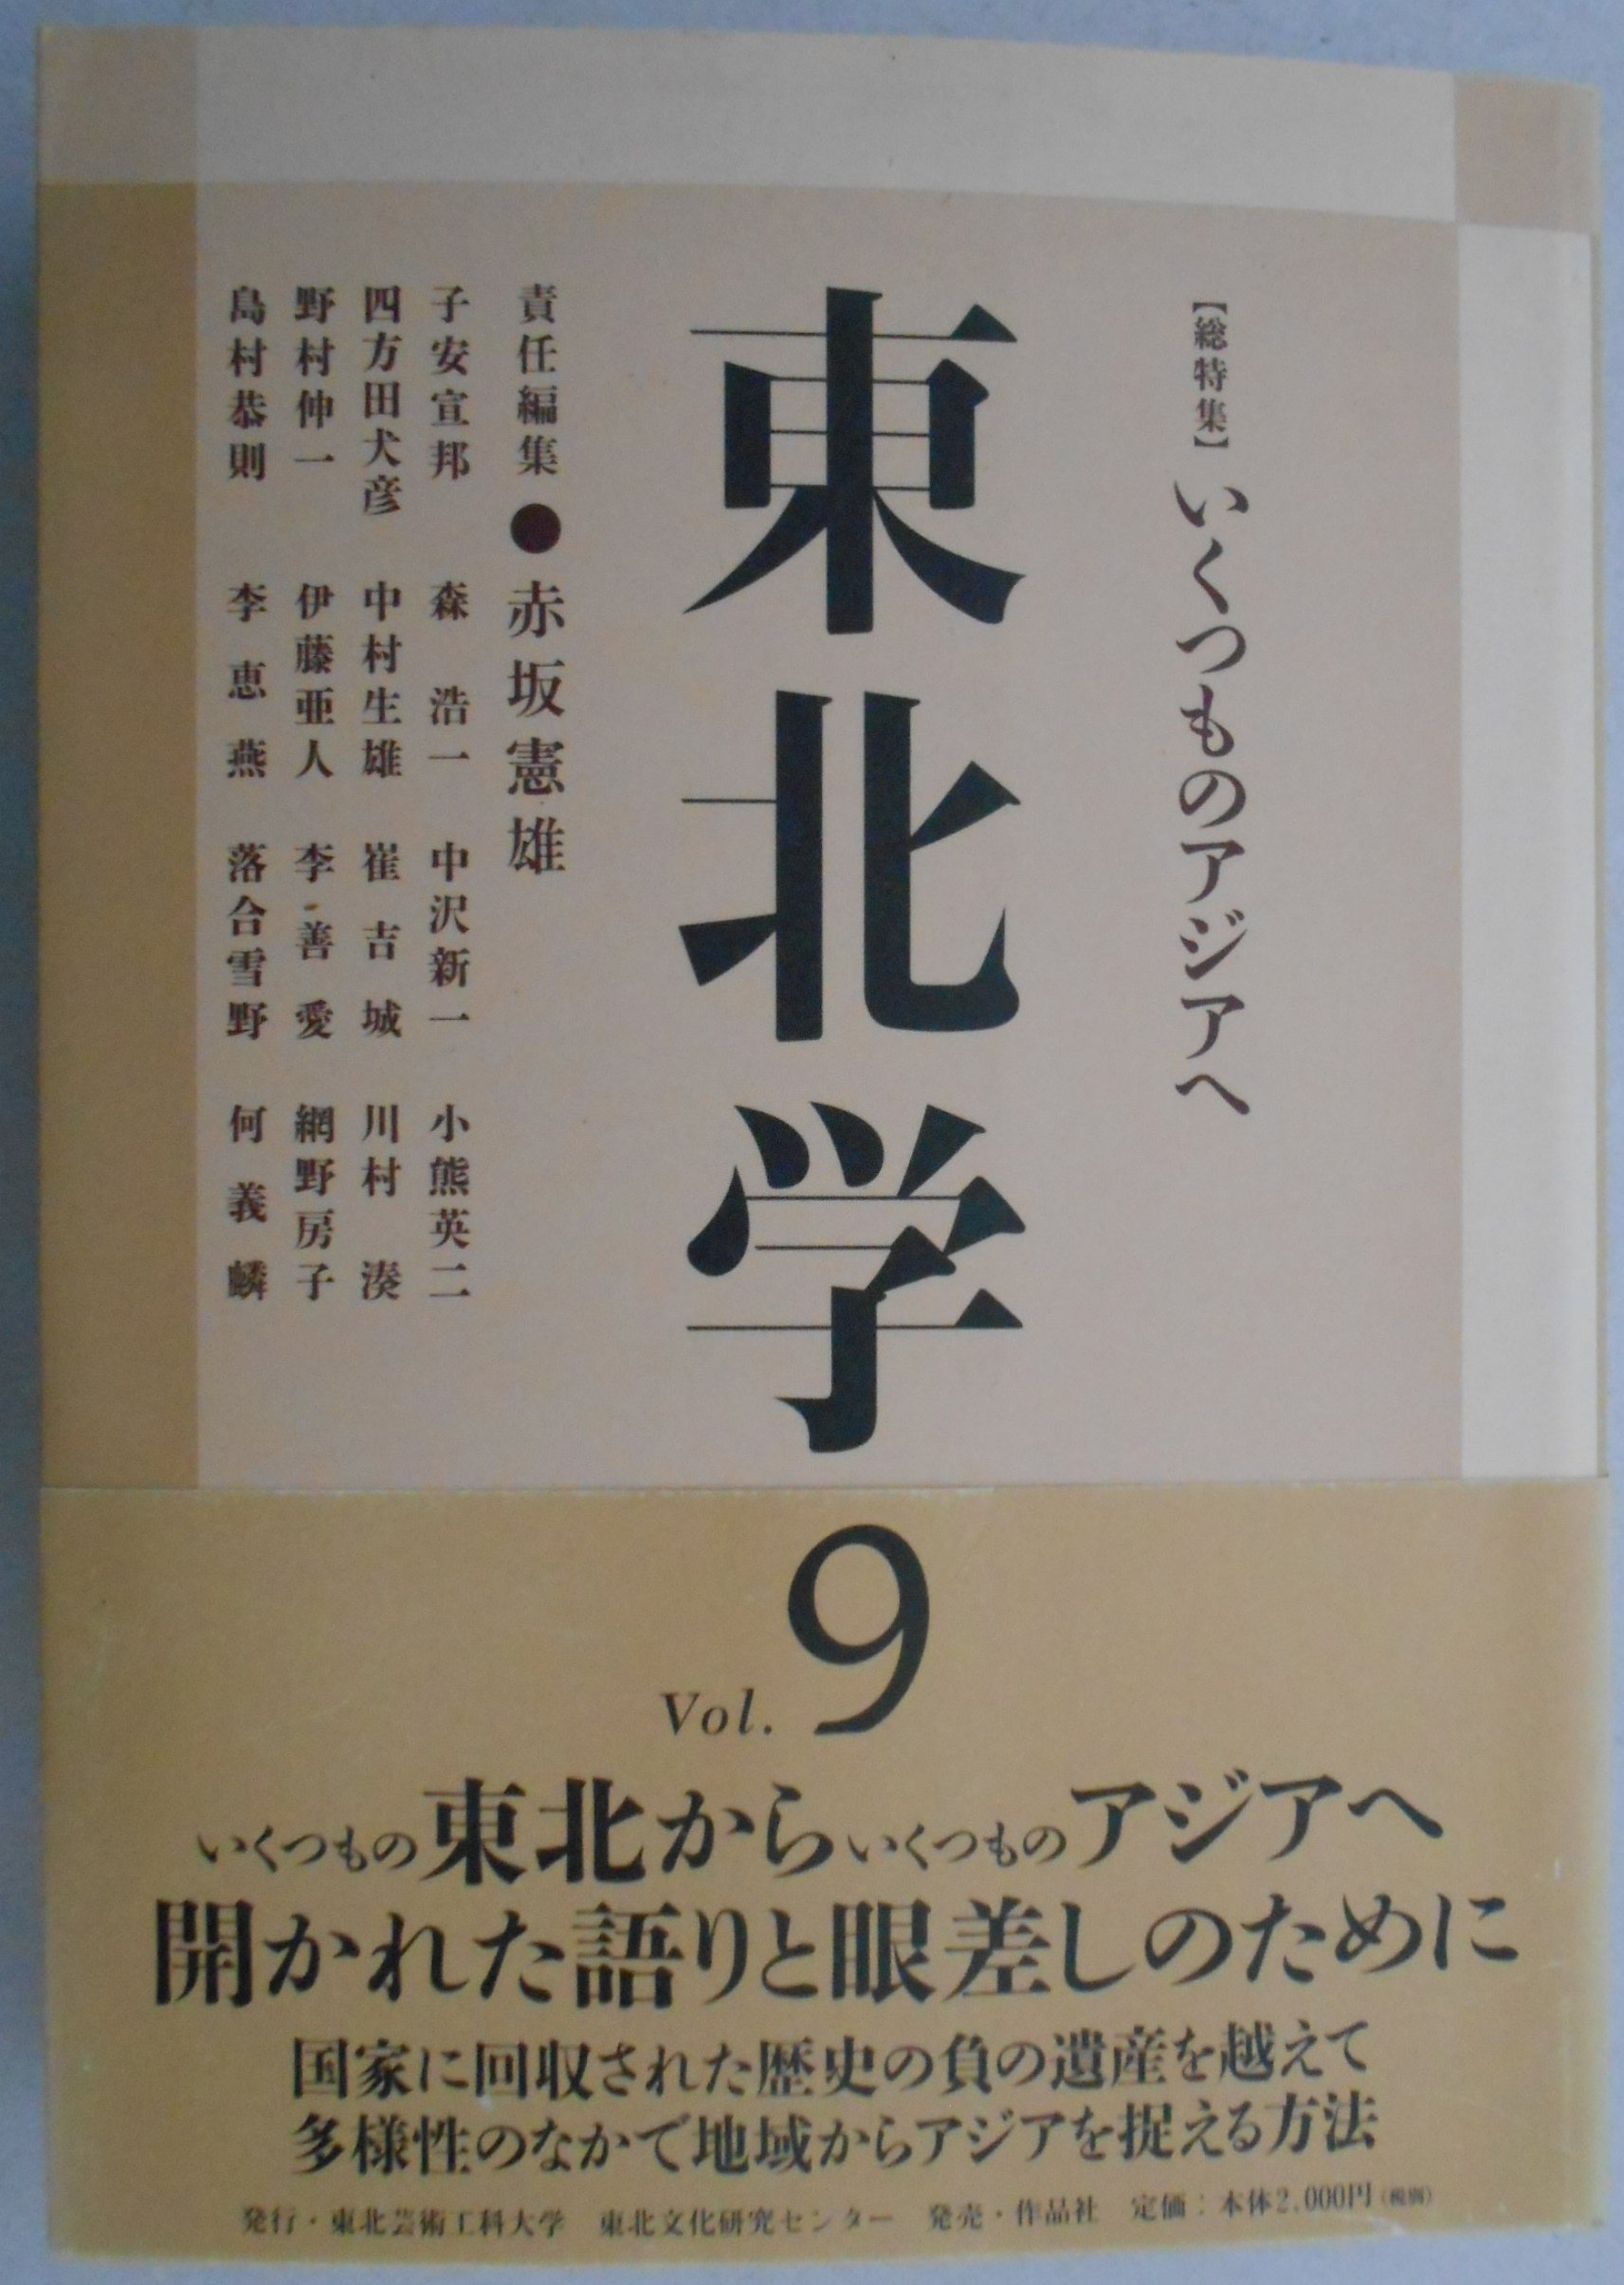 【総特集】いくつものアジアへ
東北学
責任編集●赤坂憲雄
子安宣邦 森浩一 中沢新一 小熊英二
四方田犬彦 中村生雄 崔吉城 川村湊
野村伸一 伊藤亜人 李善愛 網野房子
島村恭則 李恵燕 落合雪野 何義麟
Vol. 9
いくつもの東北からいくつものアジアへ
開かれた語りと眼差しのために
国家に回収された歴史の負の遺産を越えて
多様性のなかで地域からアジアを捉える方法
発行・東北芸術工科大学 東北文化研究センター 発売・作品社 定価：本体2,000円（税別）